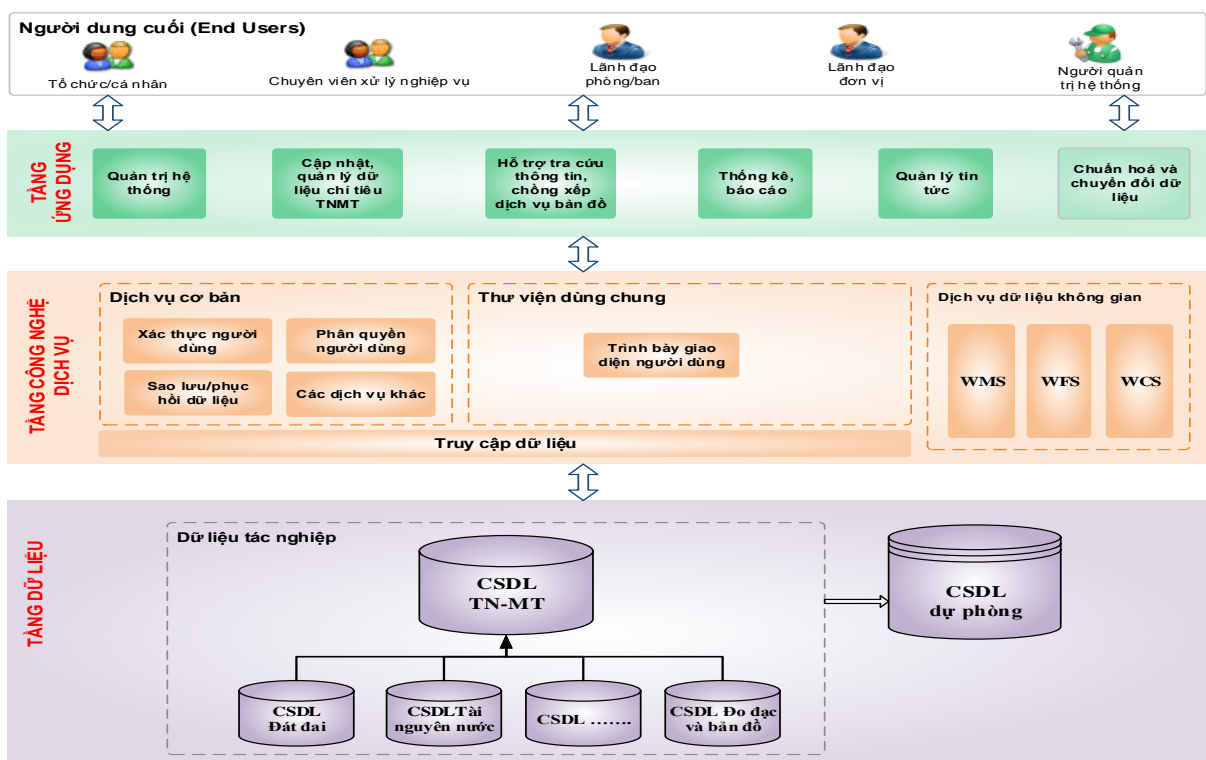 Người dung cuối (End Users)
Tổ chức/cá nhân
Chuyên viên xử lý nghiệp vụ
Lãnh đạo
phòng/ban
Lãnh đạo
đơn vị
Người quản
trị hệ thống
TẦNG
ỨNG DỤNG
Quản trị hệ
thống
Cập nhật,
quản lý dữ
liệu chỉ tiêu
TNMT
Hỗ trợ tra cứu
thông tin,
chồng xếp
dịch vụ bản đồ
Thống kê,
báo cáo
Quản lý tin
tức
Chuẩn hoá và
chuyển đổi dữ
liệu
TẦNG CÔNG NGHỆ
DỊCH VỤ
Dịch vụ cơ bản
Xác thực người
dùng
Phân quyền
người dùng
Sao lưu/phục
hồi dữ liệu
Các dịch vụ khác
Thư viện dùng chung
Trình bày giao
diện người dùng
Truy cập dữ liệu
Dịch vụ dữ liệu không gian
WMS
WFS
WCS
TẦNG DỮ LIỆU
Dữ liệu tác nghiệp
CSDL
TN-MT
CSDL
dự phòng
CSDL
Đát đai
CSDLTài
nguyên nước
CSDL …….
CSDL Đo đạc
và bản đồ